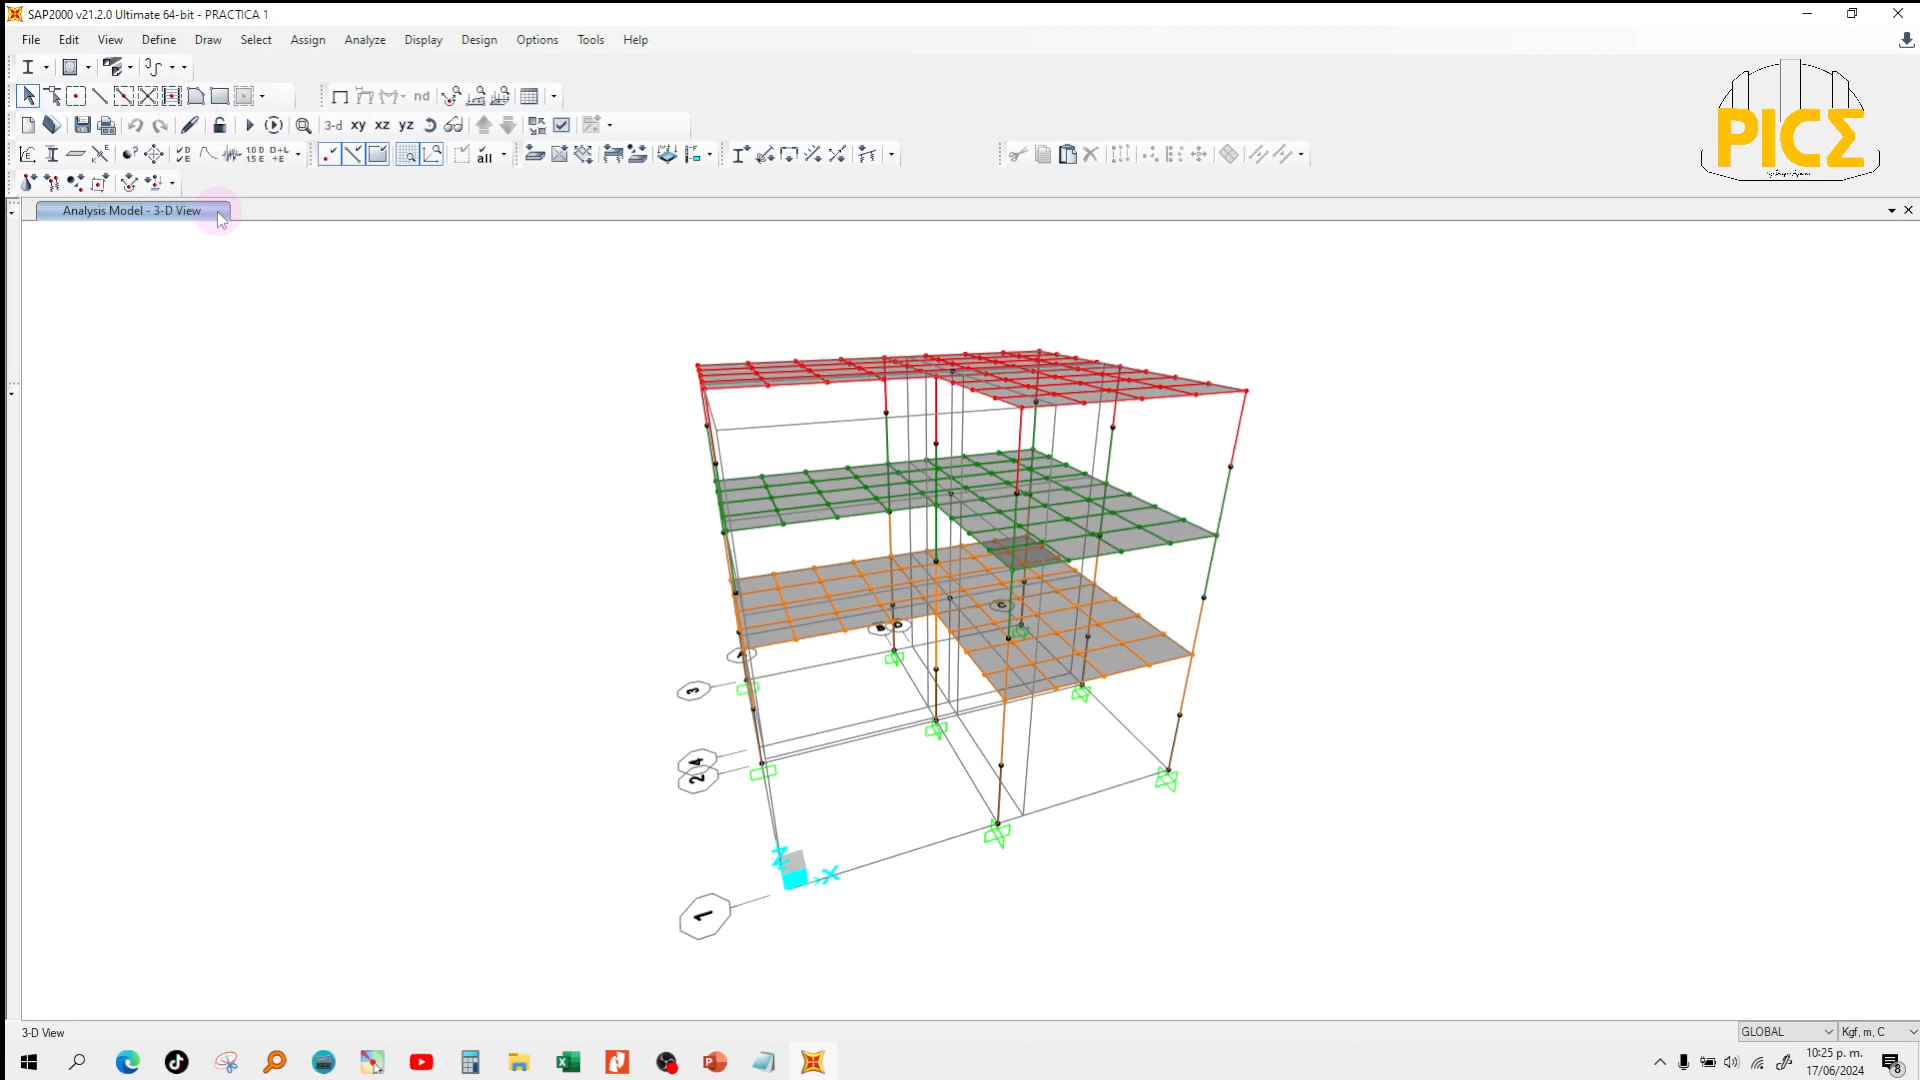 SAP2000 v21.2.0 Ultimate 64-bit - PRACTICA 1
File Edit View Define Draw Select Assign Analyze Display Design Options Tools Help
nd
3-d xy xz yz
all
PICΣ
Analysis Model - 3-D View
B
C
A
3
4
2
Z
X
1
3-D View
GLOBAL
Kgf, m, C
10:25 p. m.
17/06/2024
8